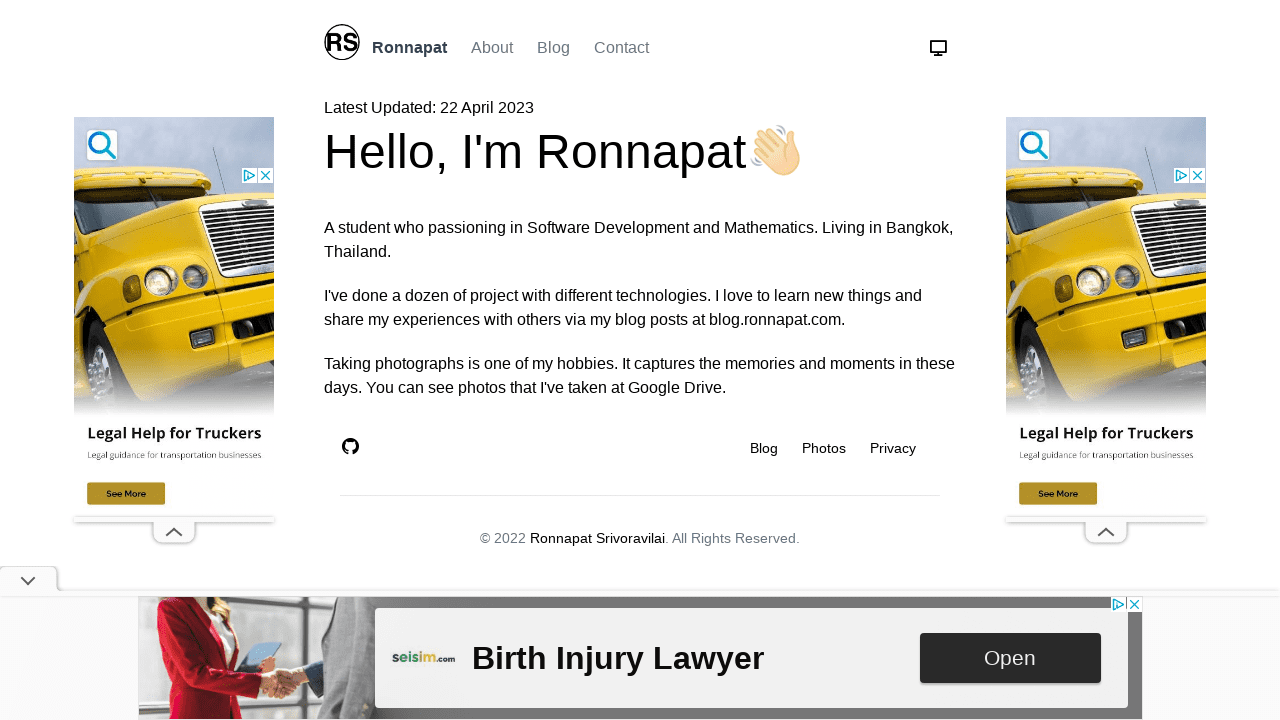 RS Ronnapat About Blog Contact
Latest Updated: 22 April 2023
Hello, I'm Ronnapat
A student who passioning in Software Development and Mathematics. Living in Bangkok,
Thailand.
I've done a dozen of project with different technologies. I love to learn new things and
share my experiences with others via my blog posts at blog.ronnapat.com.
Taking photographs is one of my hobbies. It captures the memories and moments in these
days. You can see photos that I've taken at Google Drive.
Blog Photos Privacy
© 2022 Ronnapat Srivoravilai. All Rights Reserved.
Legal Help for Truckers
Legal guidance for transportation businesses
See More
Legal Help for Truckers
Legal guidance for transportation businesses
See More
seisim.com
Birth Injury Lawyer
Open